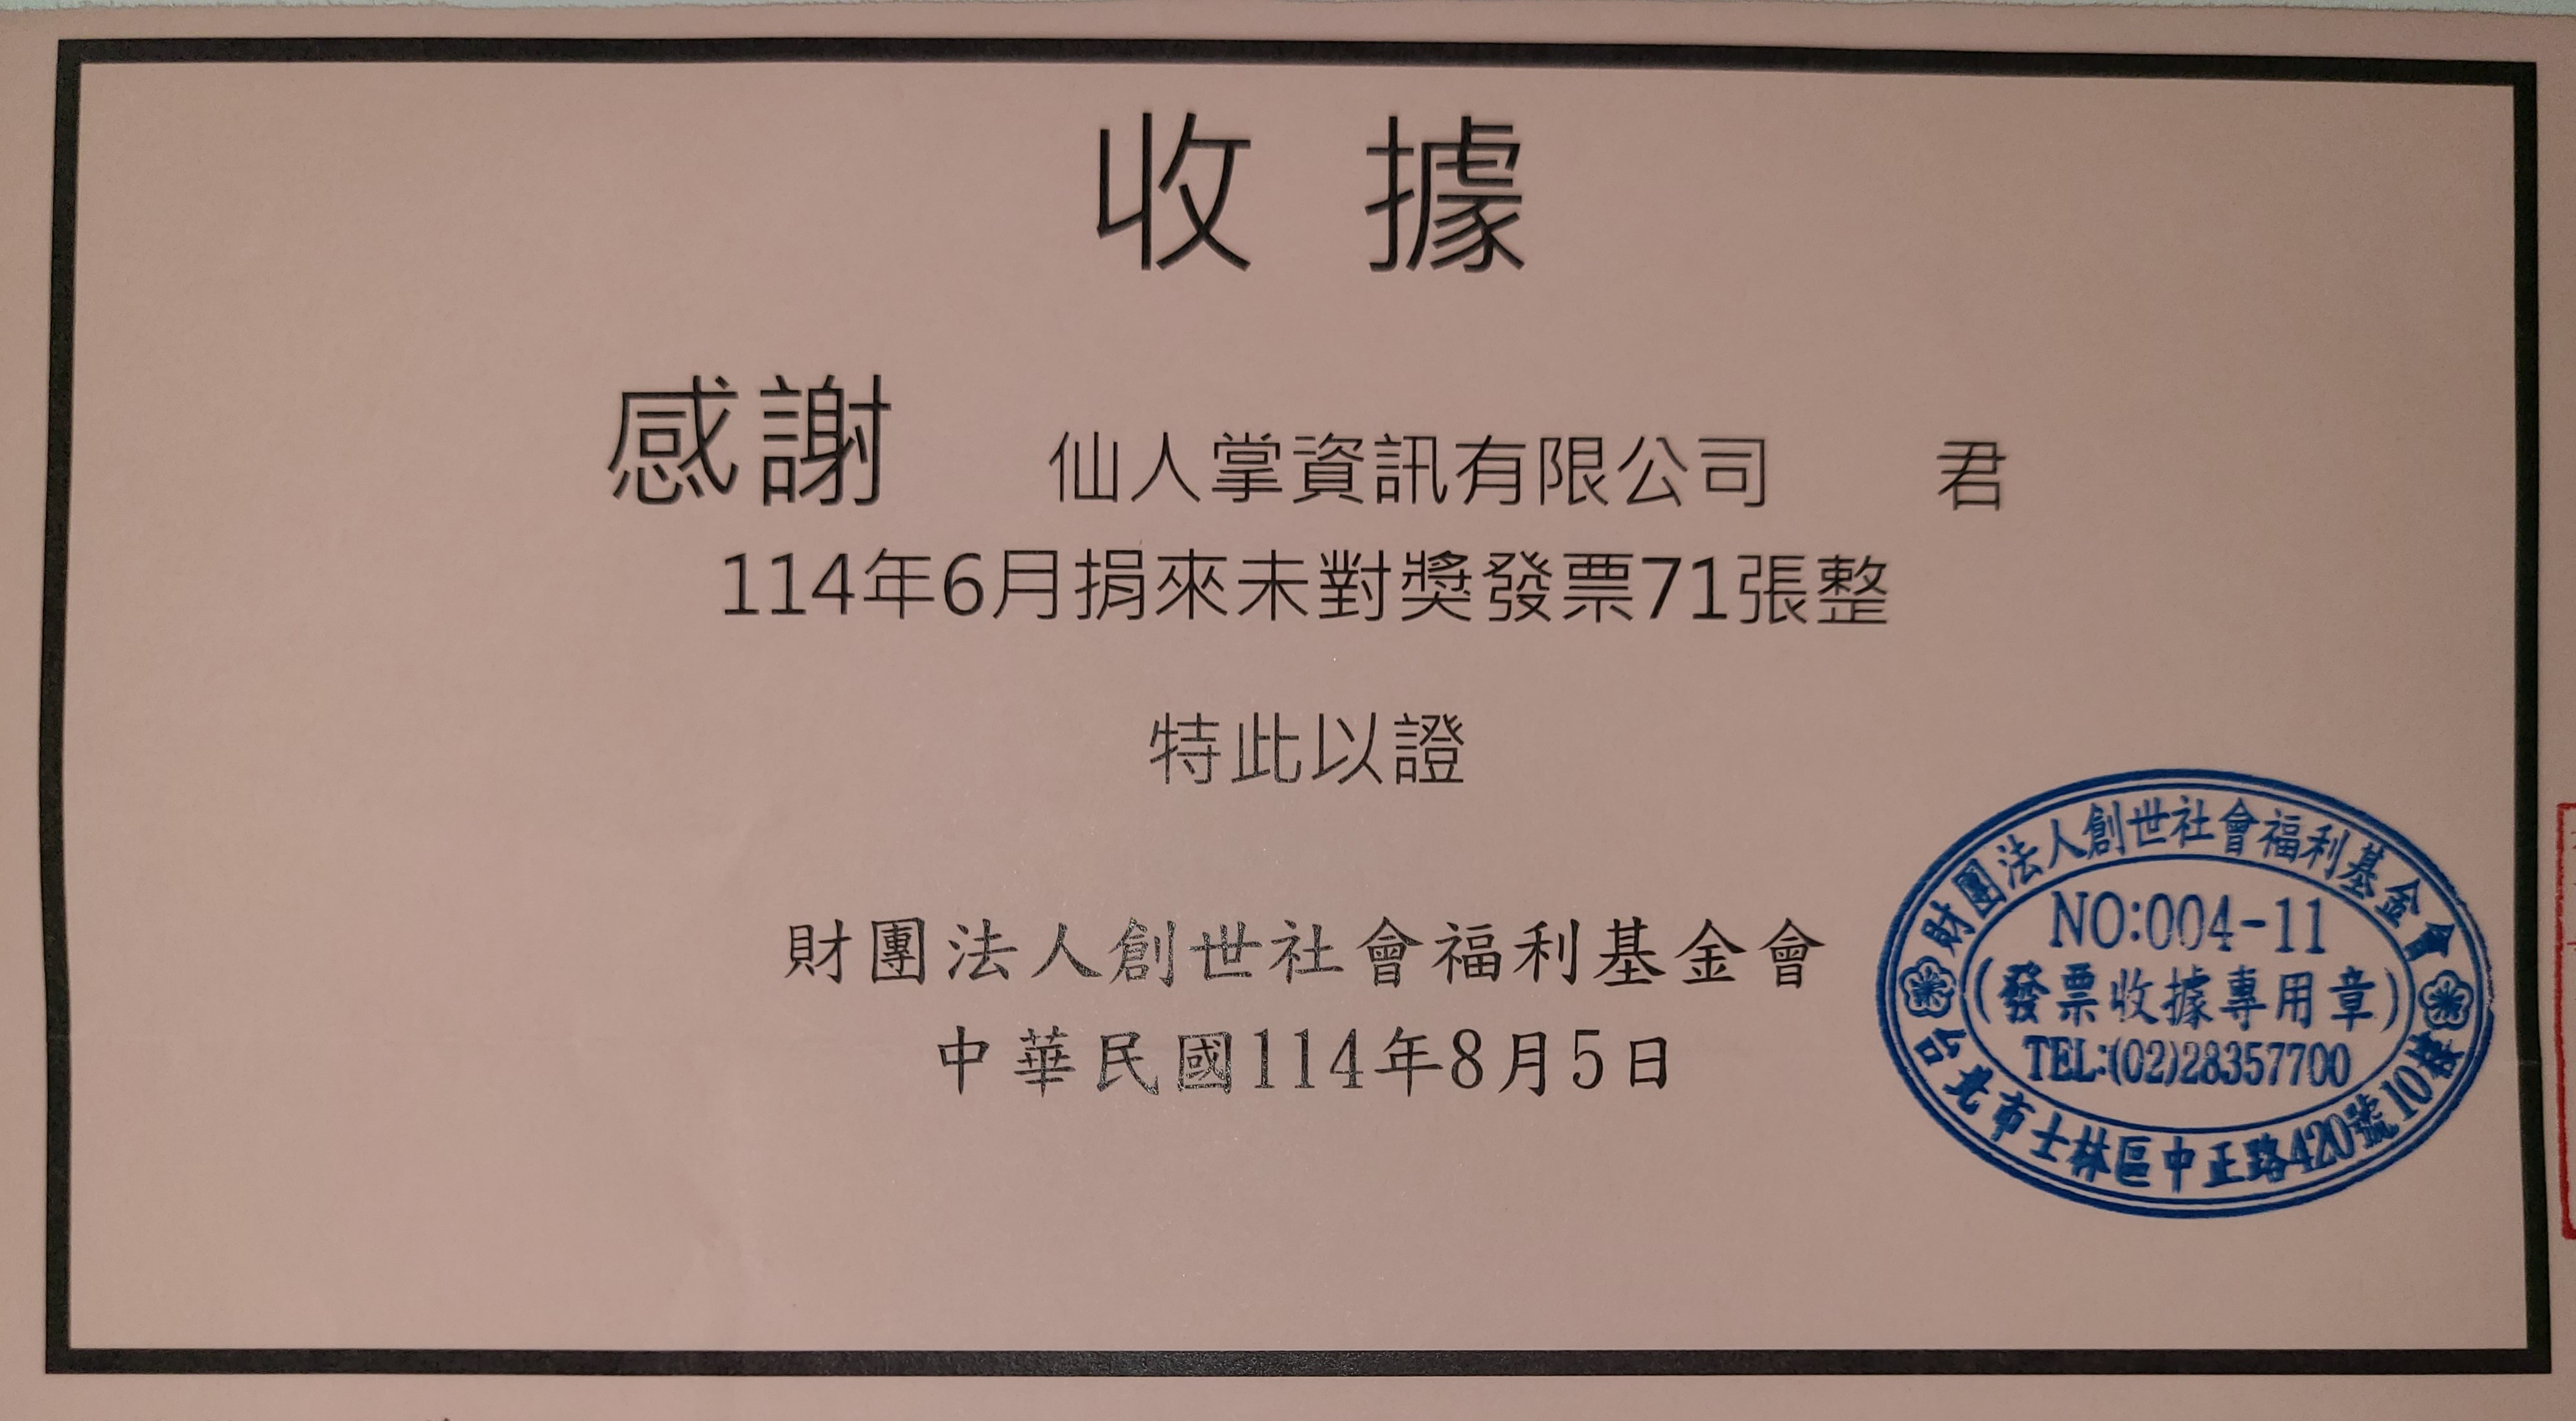 收據
感謝 仙人掌資訊有限公司 君
114年6月捐來未對獎發票71張整
特此以證
財團法人創世社會福利基金會
中華民國114年8月5日
財團法人創世社會福利基金會
NO:004-11
(發票收據專用章)
TEL:(02)28357700
台北市士林區中正路420號10樓